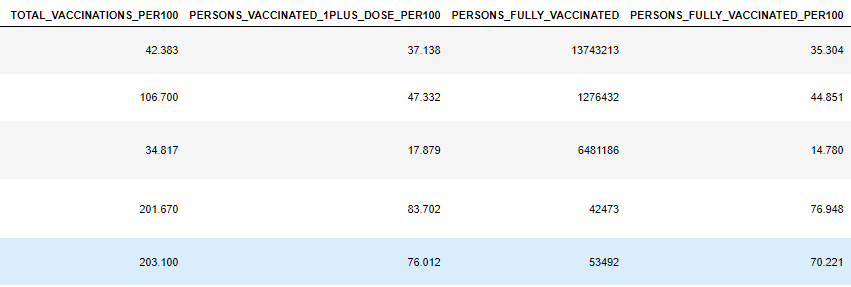 TOTAL_VACCINATIONS_PER100 PERSONS_VACCINATED_1PLUS_DOSE_PER100 PERSONS_FULLY_VACCINATED PERSONS_FULLY_VACCINATED_PER100
42.383 37.138 13743213 35.304
106.700 47.332 1276432 44.851
34.817 17.879 6481186 14.780
201.670 83.702 42473 76.948
203.100 76.012 53492 70.221